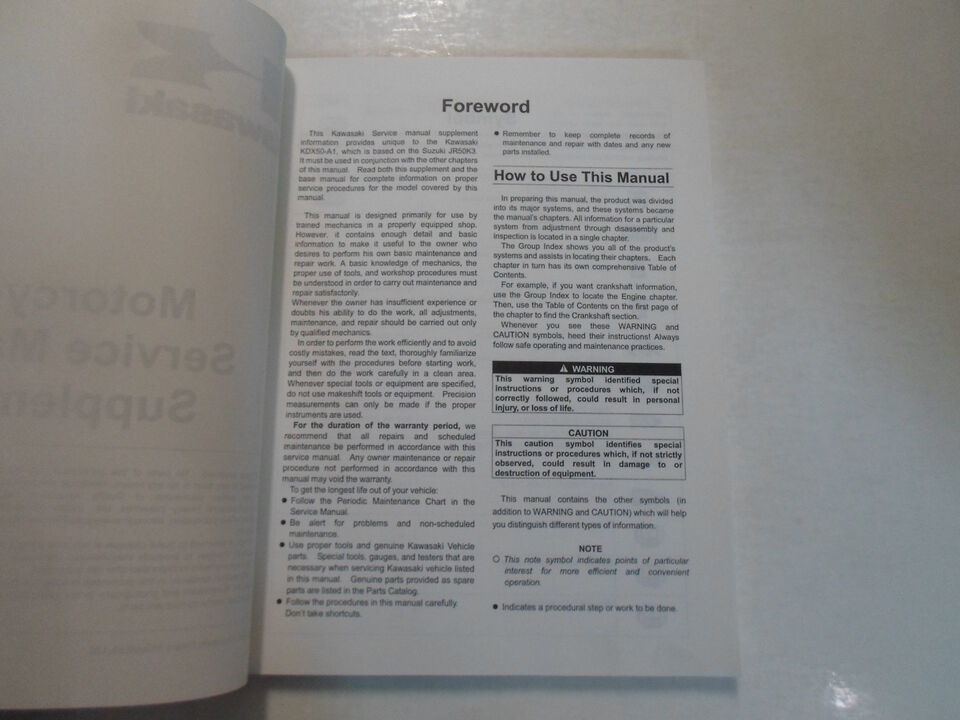 Foreword
This Kawasaki Service manual supplement
information provides unique to the Kawasaki
KDX50-A1, which is based on the Suzuki JR50K3.
It must be used in conjunction with the other chapters
of this manual. Read both this supplement and the
base manual for complete information on proper
service procedures for the model covered by this
manual.
This manual is designed primarily for use by
trained mechanics in a properly equipped shop.
However, it contains enough detail and basic
information to make it useful to the owner who
desires to perform his own basic maintenance and
repair work. A basic knowledge of mechanics, the
proper use of tools, and workshop procedures must
be understood in order to carry out maintenance and
repair satisfactorily.
Whenever the owner has insufficient experience or
doubts his ability to do the work, all adjustments,
maintenance, and repair should be carried out only
by qualified mechanics.
In order to perform the work efficiently and to avoid
costly mistakes, read the text, thoroughly familiarize
yourself with the procedures before starting work,
and then do the work carefully in a clean area.
Whenever special tools or equipment are specified,
do not use makeshift tools or equipment. Precision
measurements can only be made if the proper
instruments are used.
For the duration of the warranty period, we
recommend that all repairs and scheduled
maintenance be performed in accordance with this
service manual. Any owner maintenance or repair
procedure not performed in accordance with this
manual may void the warranty.
To get the longest life out of your vehicle:
● Follow the Periodic Maintenance Chart in the
Service Manual.
● Be alert for problems and non-scheduled
maintenance.
● Use proper tools and genuine Kawasaki Vehicle
parts. Special tools, gauges, and testers that are
necessary when servicing Kawasaki vehicle listed
in this manual. Genuine parts provided as spare
parts are listed in the Parts Catalog.
● Follow the procedures in this manual carefully.
Don't take shortcuts.
● Remember to keep complete records of
maintenance and repair with dates and any new
parts installed.
How to Use This Manual
In preparing this manual, the product was divided
into its major systems, and these systems became
the manual's chapters. All information for a particular
system from adjustment through disassembly and
inspection is located in a single chapter.
The Group Index shows you all of the product's
systems and assists in locating their chapters. Each
chapter in turn has its own comprehensive Table of
Contents.
For example, if you want crankshaft information,
use the Group Index to locate the Engine chapter.
Then, use the Table of Contents on the first page of
the chapter to find the Crankshaft section.
Whenever you see these WARNING and
CAUTION symbols, heed their instructions! Always
follow safe operating and maintenance practices.
⚠ WARNING
This warning symbol identified special
instructions or procedures which, if not
correctly followed, could result in personal
injury, or loss of life.
CAUTION
This caution symbol identifies special
instructions or procedures which, if not strictly
observed, could result in damage to or
destruction of equipment.
This manual contains the other symbols (in
addition to WARNING and CAUTION) which will help
you distinguish different types of information.
NOTE
○ This note symbol indicates points of particular
interest for more efficient and convenient
operation.
● Indicates a procedural step or work to be done.